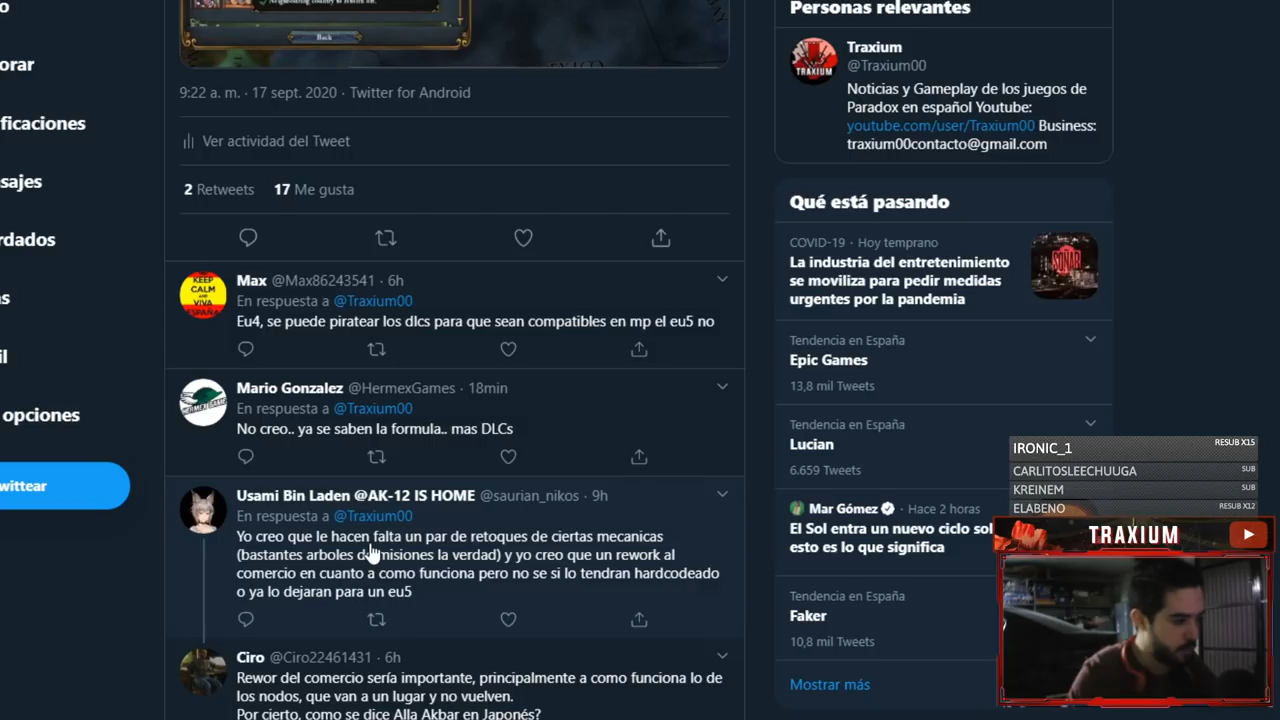 Back
9:22 a. m. · 17 sept. 2020 · Twitter for Android
Ver actividad del Tweet
2 Retweets 17 Me gusta
orar
ificaciones
sajes
rdados
s
il
opciones
wittear
KEEP
CALM
AND
VIVA
ESPAÑA
Max @Max86243541 · 6h
En respuesta a @Traxium00
Eu4, se puede piratear los dlcs para que sean compatibles en mp el eu5 no
Mario Gonzalez @HermexGames · 18min
En respuesta a @Traxium00
No creo.. ya se saben la formula.. mas DLCs
Usami Bin Laden @AK-12 IS HOME @saurian_nikos · 9h
En respuesta a @Traxium00
Yo creo que le hacen falta un par de retoques de ciertas mecanicas
(bastantes arboles de misiones la verdad) y yo creo que un rework al
comercio en cuanto a como funciona pero no se si lo tendran hardcodeado
o ya lo dejaran para un eu5
Ciro @Ciro22461431 · 6h
Rewor del comercio sería importante, principalmente a como funciona lo de
los nodos, que van a un lugar y no vuelven.
Por cierto, como se dice Alla Akbar en Japonés?
Personas relevantes
TRAXIUM
Traxium
@Traxium00
Noticias y Gameplay de los juegos de
Paradox en español Youtube:
youtube.com/user/Traxium00 Business:
traxium00contacto@gmail.com
Qué está pasando
COVID-19 · Hoy temprano
La industria del entretenimiento
se moviliza para pedir medidas
urgentes por la pandemia
SONAR
Tendencia en España
Epic Games
13,8 mil Tweets
Tendencia en España
Lucian
6.659 Tweets
Mar Gómez · Hace 2 horas
El Sol entra un nuevo ciclo sol
esto es lo que significa
Tendencia en España
Faker
10,8 mil Tweets
Mostrar más
IRONIC_1 RESUB X15
CARLITOSLEECHUUGA SUB
KREINEM SUB
ELABENO RESUB X12
TRAXIUM